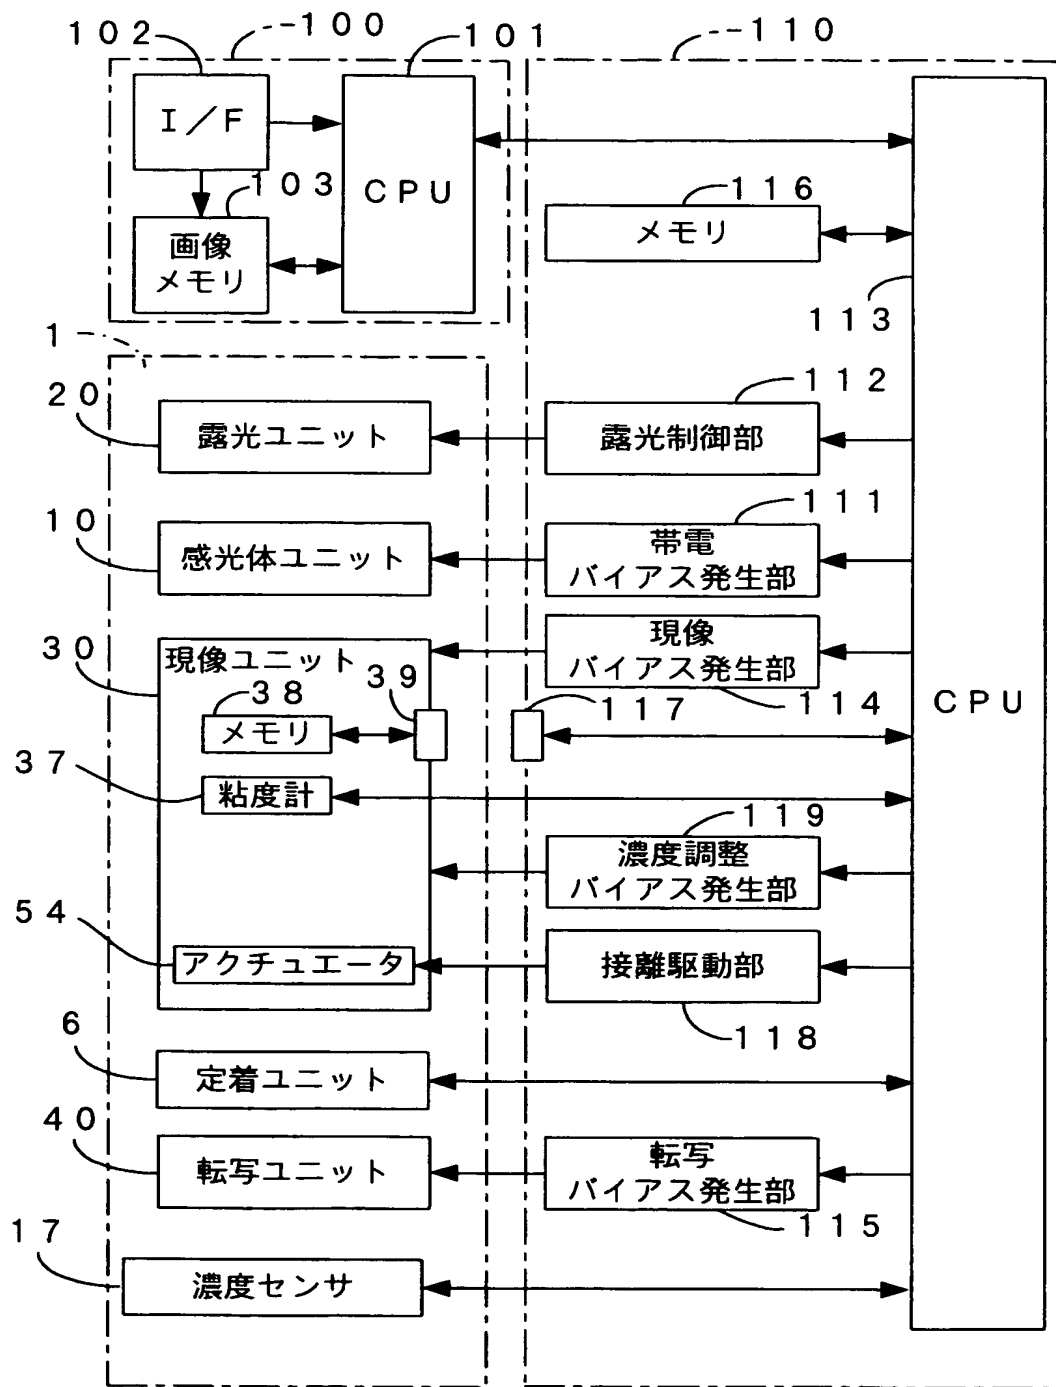 102
100
101
110
I/F
103
CPU
画像
メモリ
116
メモリ
113
1
20
露光ユニット
112
露光制御部
10
感光体ユニット
111
帯電
バイアス発生部
30
現像ユニット
現像
バイアス発生部
114
CPU
38
メモリ
39
117
37
粘度計
119
濃度調整
バイアス発生部
54
アクチュエータ
接離駆動部
118
6
定着ユニット
40
転写ユニット
転写
バイアス発生部
115
17
濃度センサ